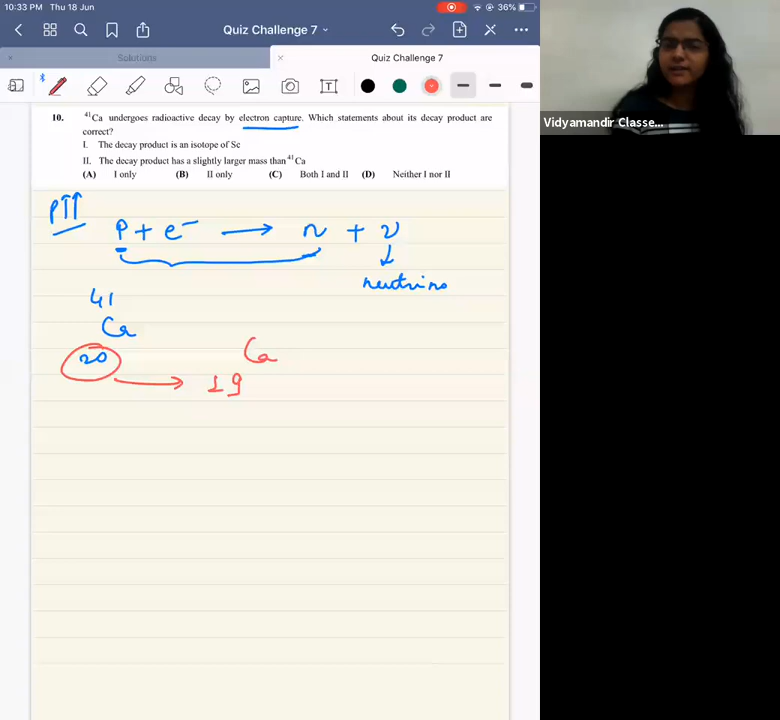 10:33 PM Thu 18 Jun
36%
Quiz Challenge 7
Solutions
Quiz Challenge 7
10. ⁴¹Ca undergoes radioactive decay by electron capture. Which statements about its decay product are
correct?
I. The decay product is an isotope of Sc
II. The decay product has a slightly larger mass than ⁴¹Ca
(A) I only (B) II only (C) Both I and II (D) Neither I nor II
P↑↑
P + e⁻ → n + ν
neutrino
41
Ca
20 → 19
Ca
Vidyamandir Classe...